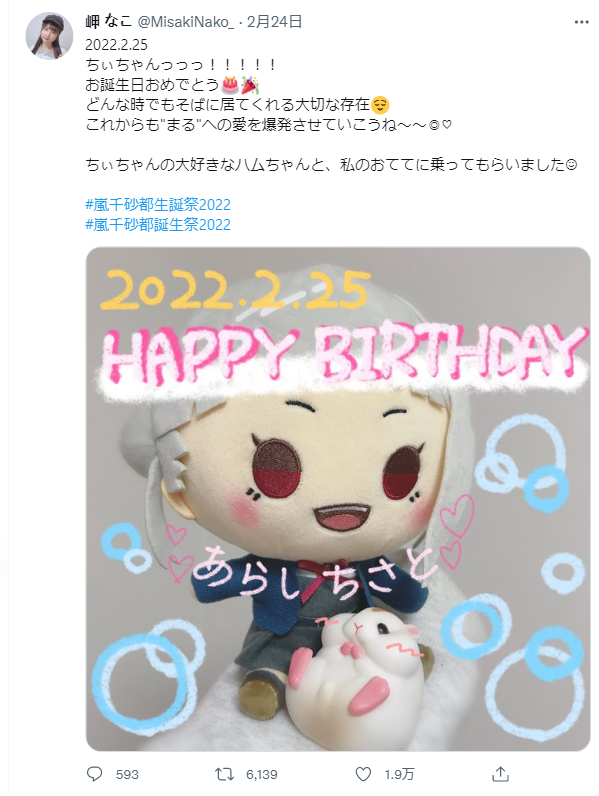 岬 なこ @MisakiNako_ · 2月24日
2022.2.25
ちぃちゃんっっっ！！！！！
お誕生日おめでとう🎂🎉
どんな時でもそばに居てくれる大切な存在😌
これからも"まる"への愛を爆発させていこうね〜〜☺♡
ちぃちゃんの大好きなハムちゃんと、私のおててに乗ってもらいました☺
#嵐千砂都生誕祭2022
#嵐千砂都誕生祭2022
2022.2.25
HAPPY BIRTHDAY
あらしちさと
593 6,139 1.9万